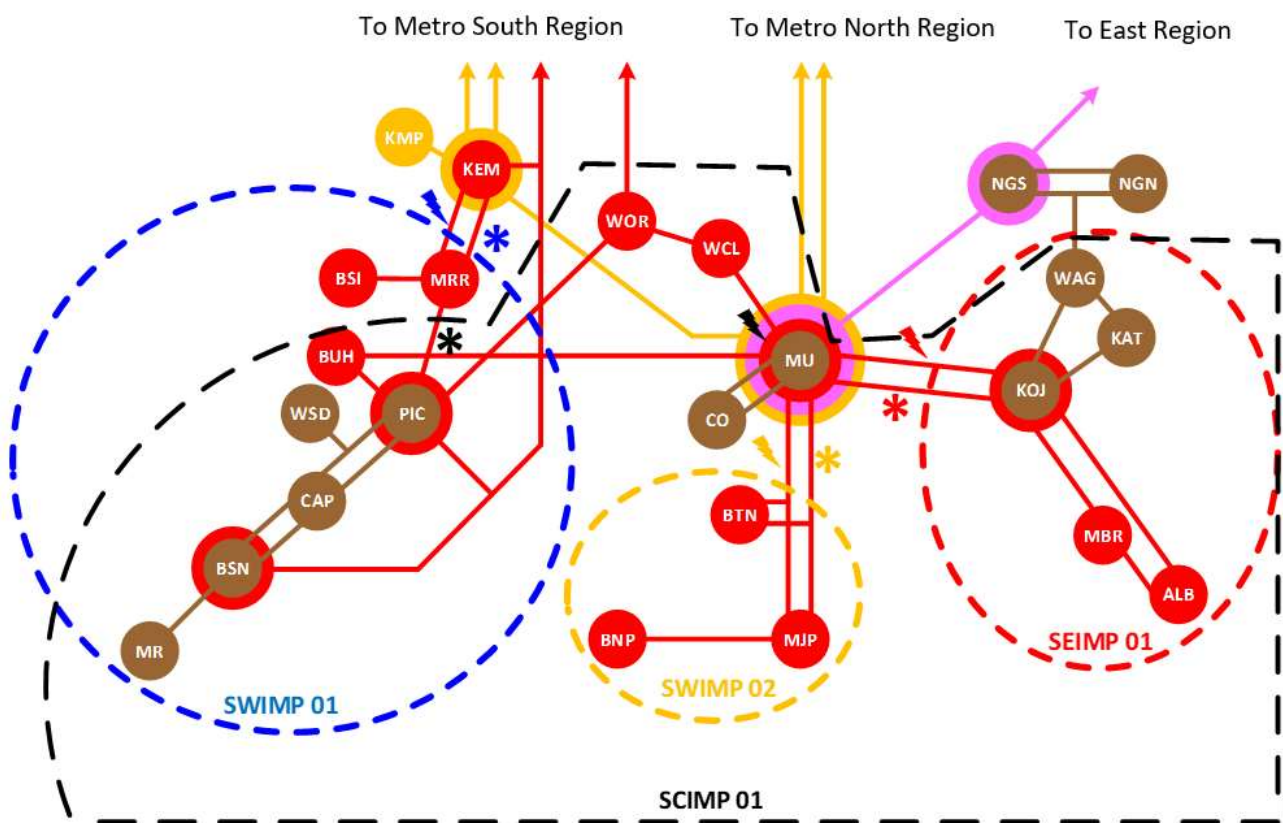 To Metro South Region
To Metro North Region
To East Region
KMP
KEM
NGS
NGN
WOR
WCL
BSI
MRR
WAG
KAT
BUH
MU
KOJ
WSD
PIC
CO
CAP
BTN
MBR
BSN
ALB
MR
BNP
MJP
SEIMP 01
SWIMP 01
SWIMP 02
SCIMP 01